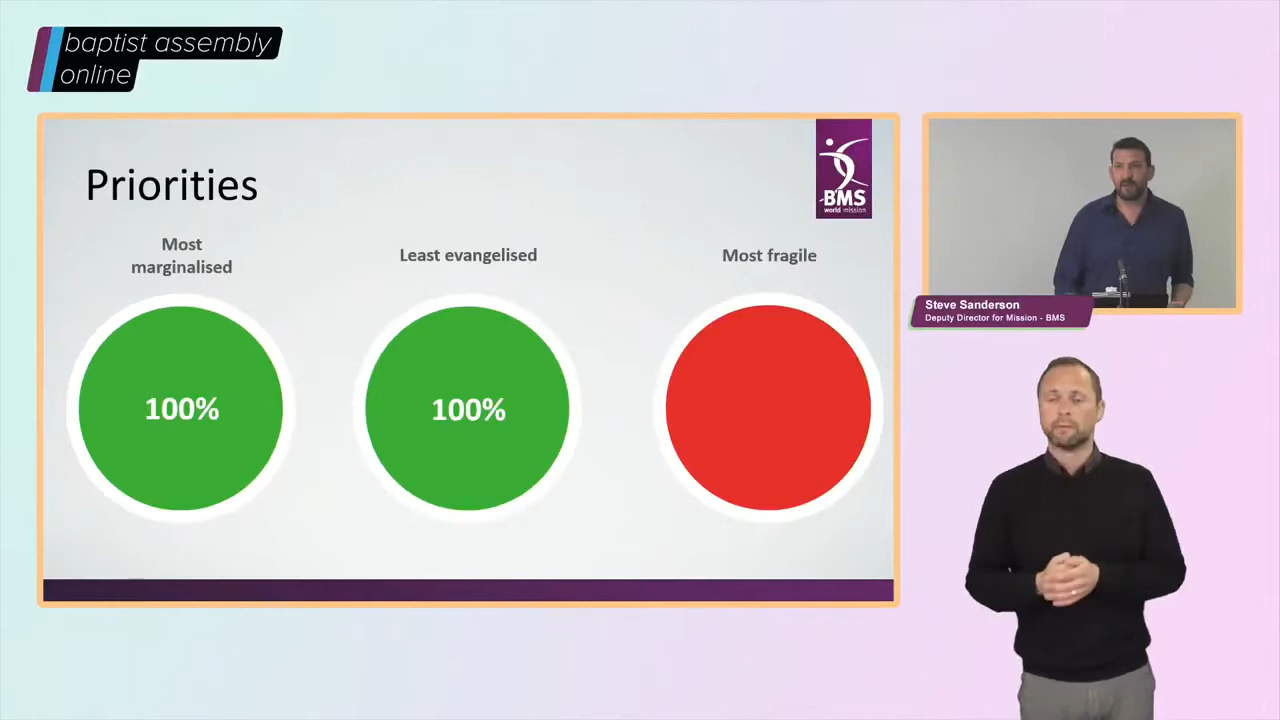 baptist assembly
online
Priorities
BMS
world mission
Most
marginalised
Least evangelised
Most fragile
100%
100%
Steve Sanderson
Deputy Director for Mission - BMS